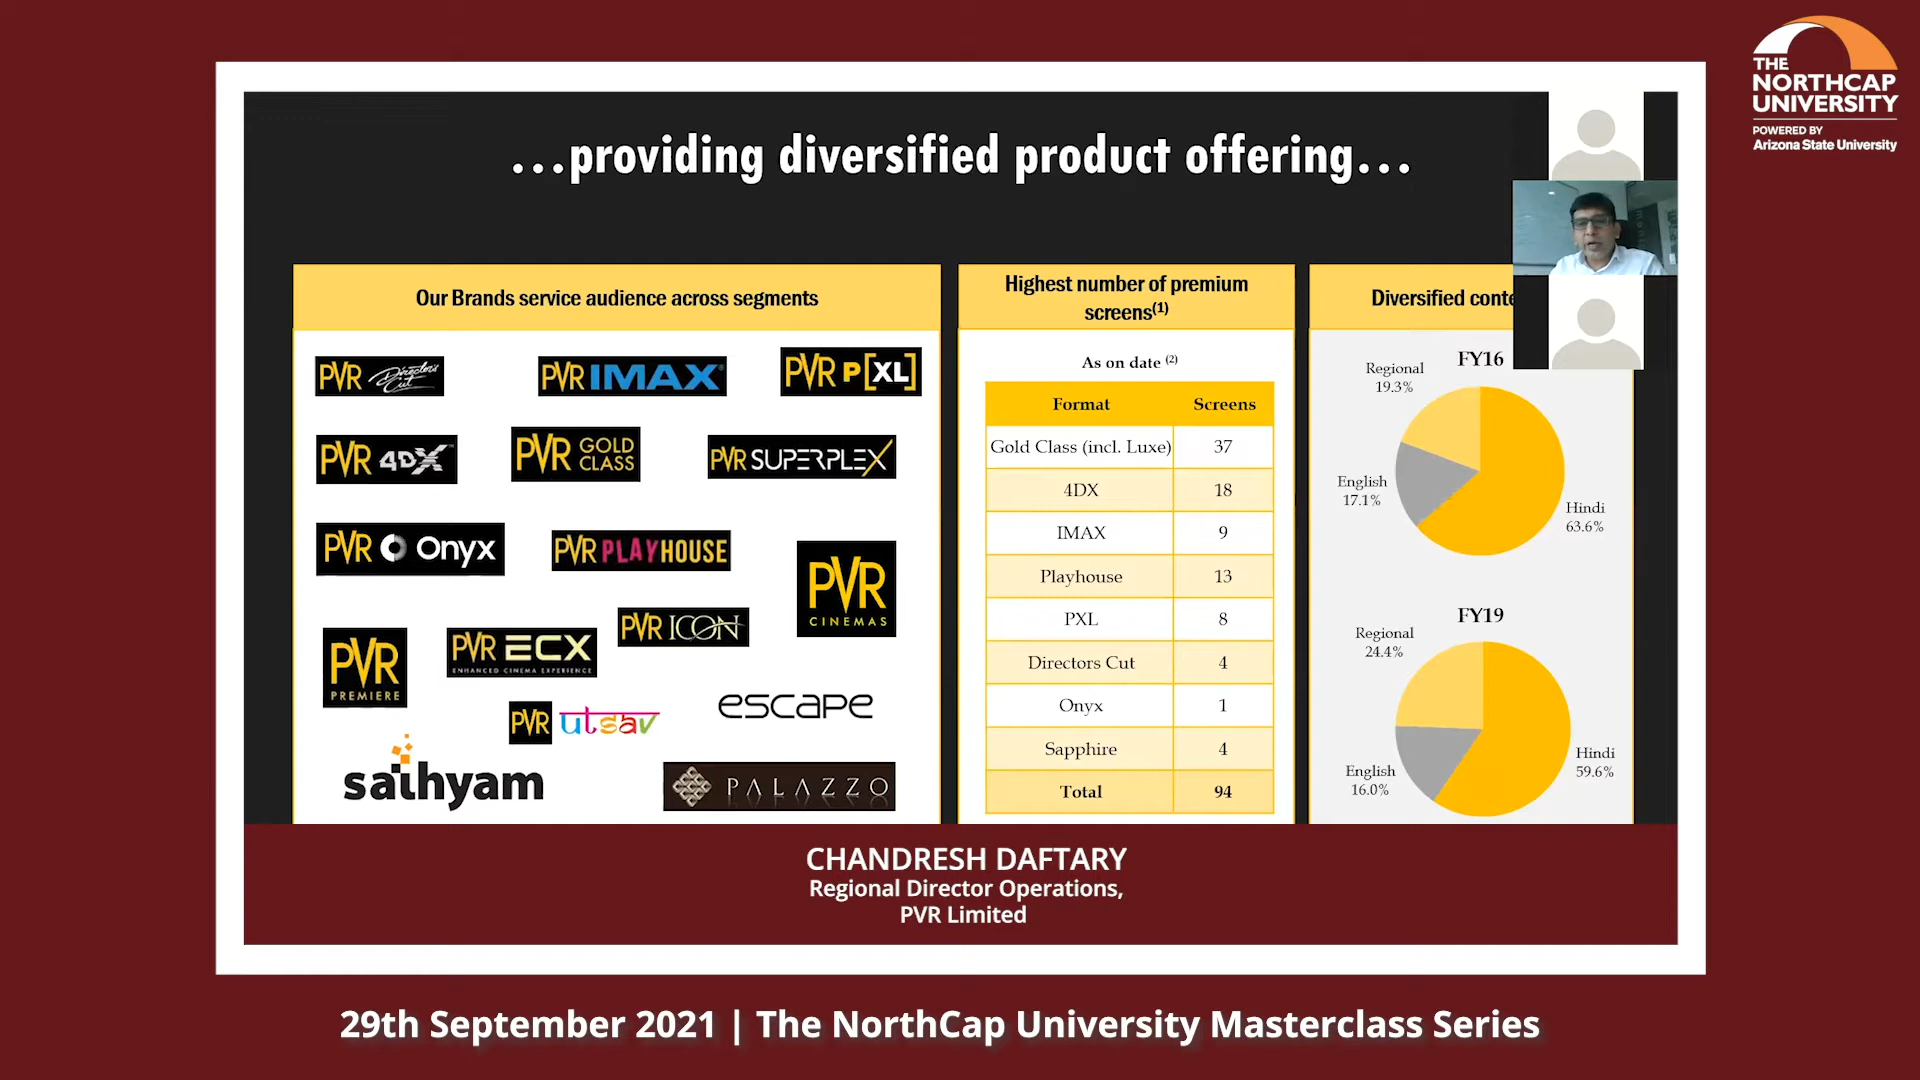 THE
NORTHCAP
UNIVERSITY
POWERED BY
Arizona State University
...providing diversified product offering...
Our Brands service audience across segments
PVR Director's Cut
PVR IMAX
PVR P[XL]
PVR 4DX
PVR GOLD CLASS
PVR SUPERPLEX
PVR Onyx
PVR PLAYHOUSE
PVR CINEMAS
PVR ICON
PVR PREMIERE
PVR ECX
ENHANCED CINEMA EXPERIENCE
PVR utsav
escape
sathyam
PALAZZO
Highest number of premium
screens(1)
As on date (2)
Format Screens
Gold Class (incl. Luxe) 37
4DX 18
IMAX 9
Playhouse 13
PXL 8
Directors Cut 4
Onyx 1
Sapphire 4
Total 94
Diversified
FY16
Regional
19.3%
English
17.1%
Hindi
63.6%
FY19
Regional
24.4%
English
16.0%
Hindi
59.6%
CHANDRESH DAFTARY
Regional Director Operations,
PVR Limited
29th September 2021 | The NorthCap University Masterclass Series